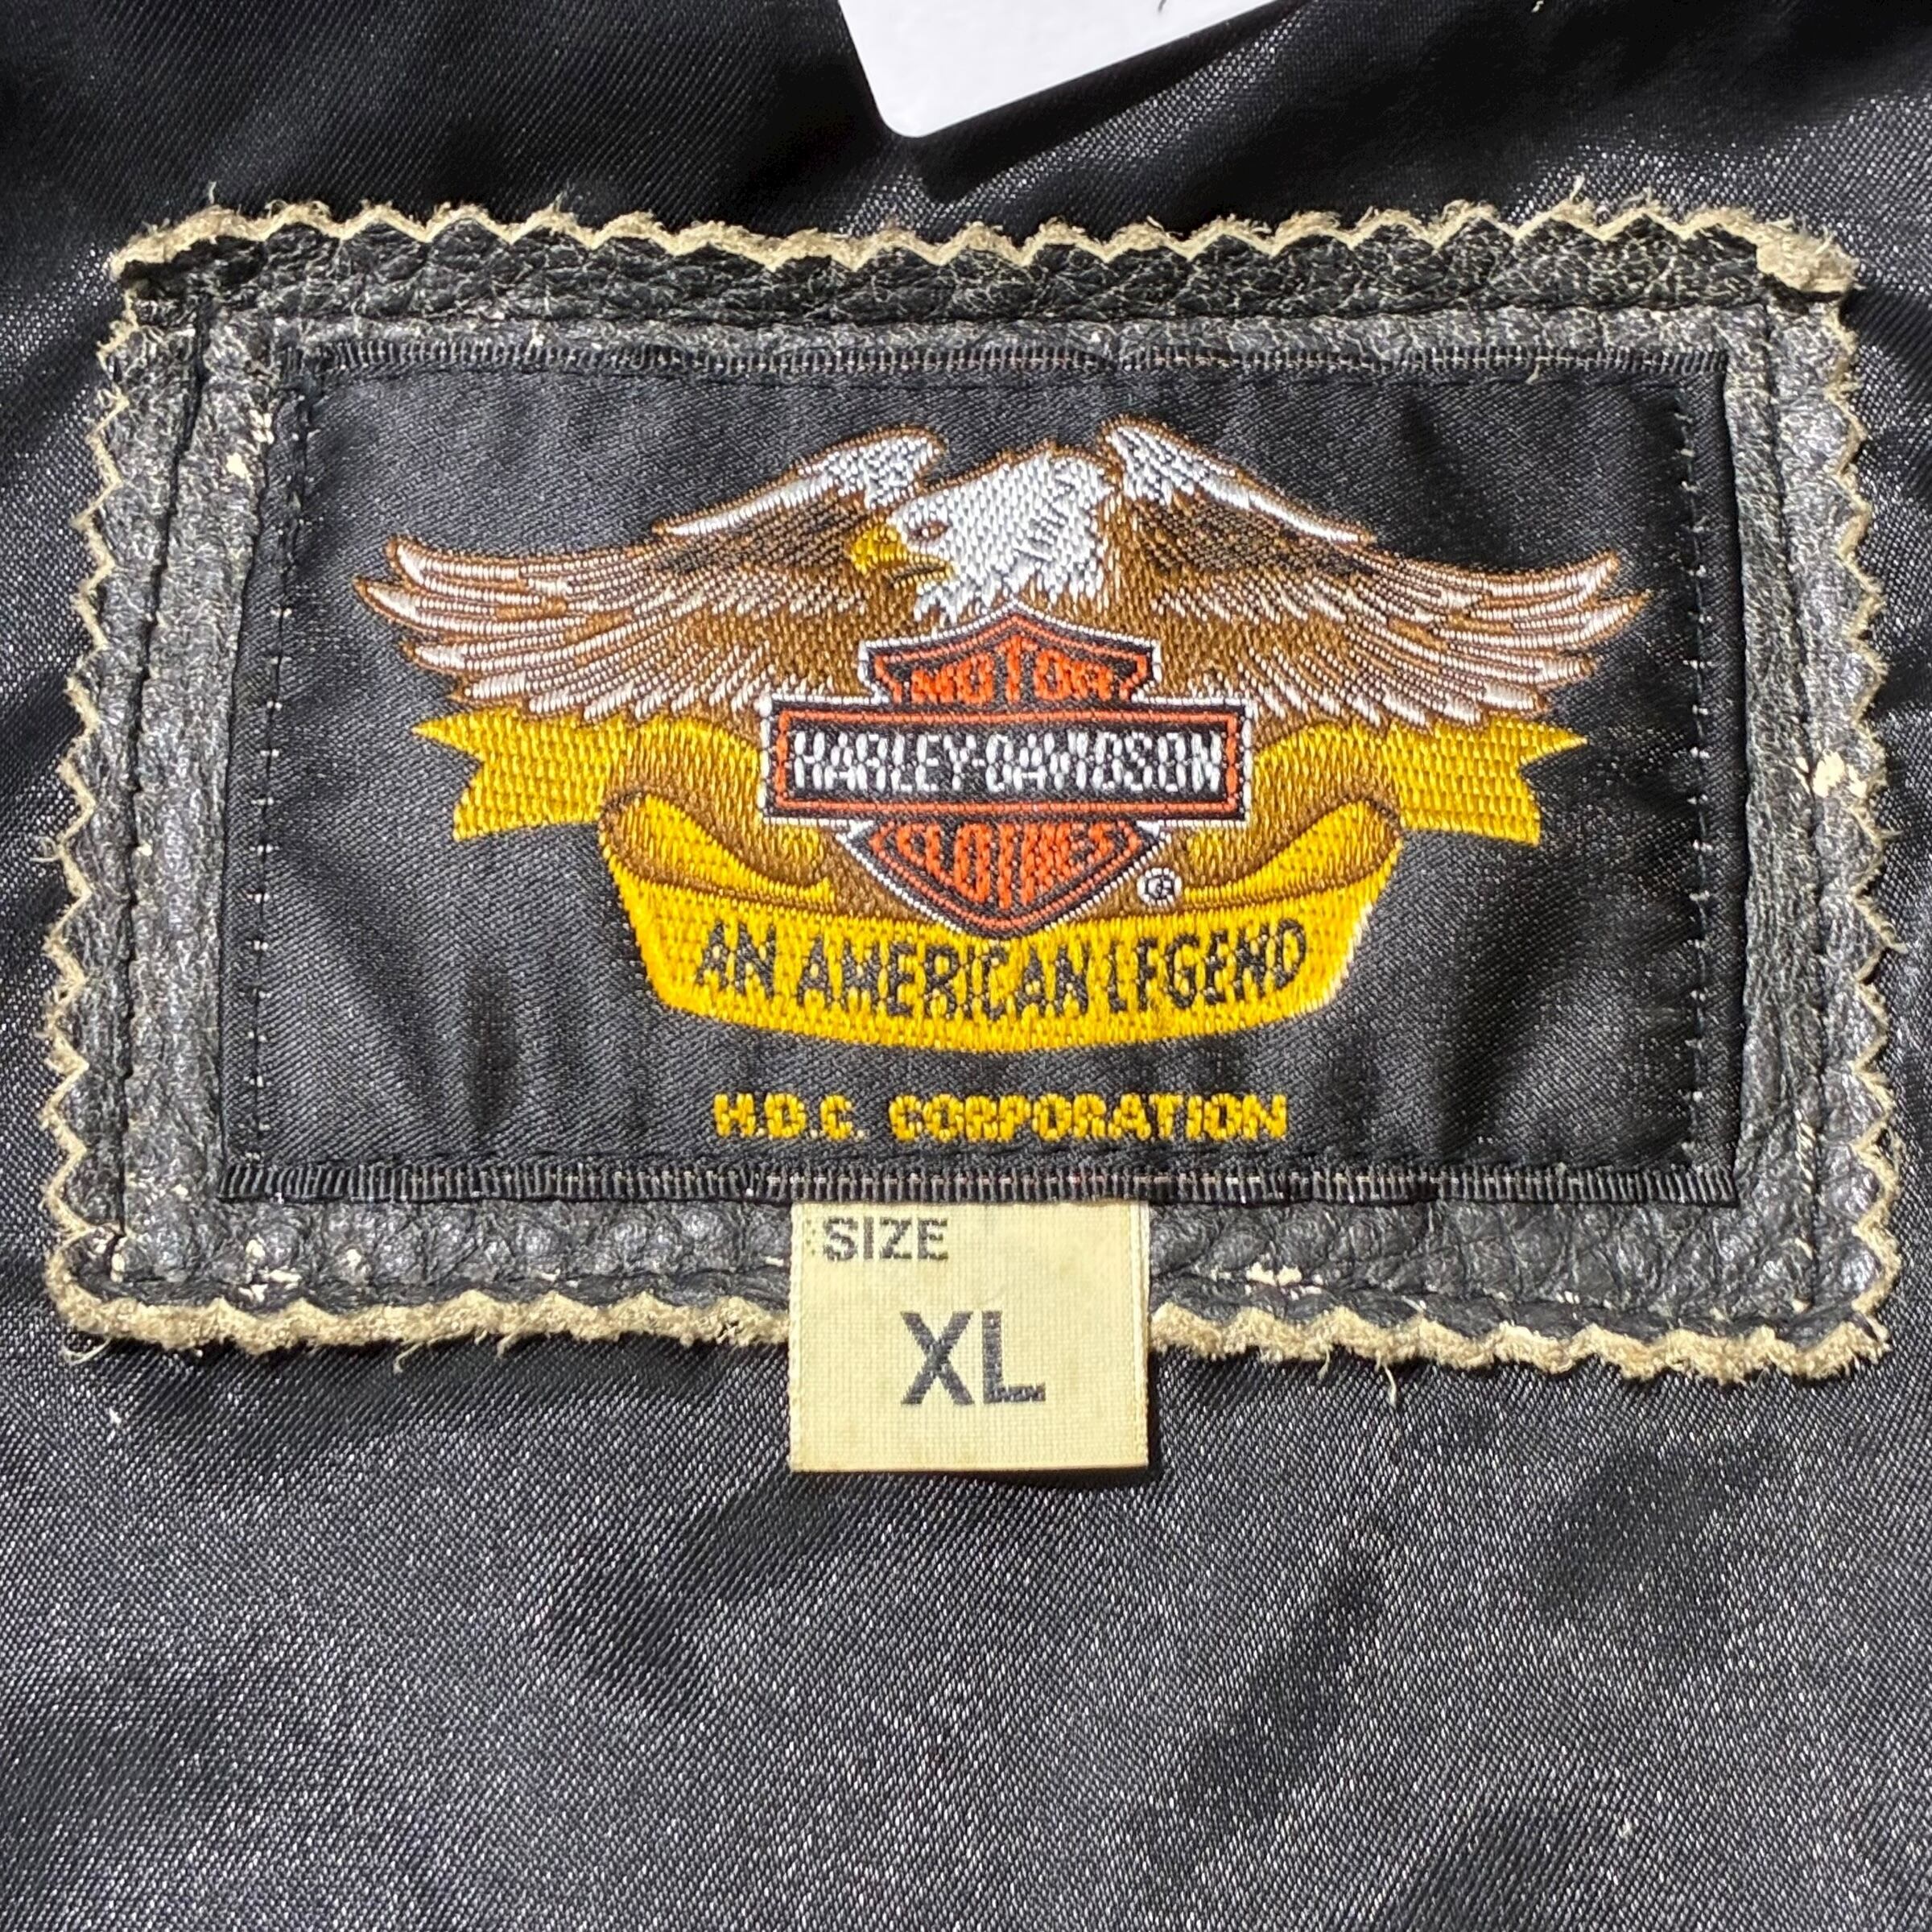 MOTOR
HARLEY-DAVIDSON
CLOTHES
®
AN AMERICAN LEGEND
H.D.C. CORPORATION
SIZE
XL